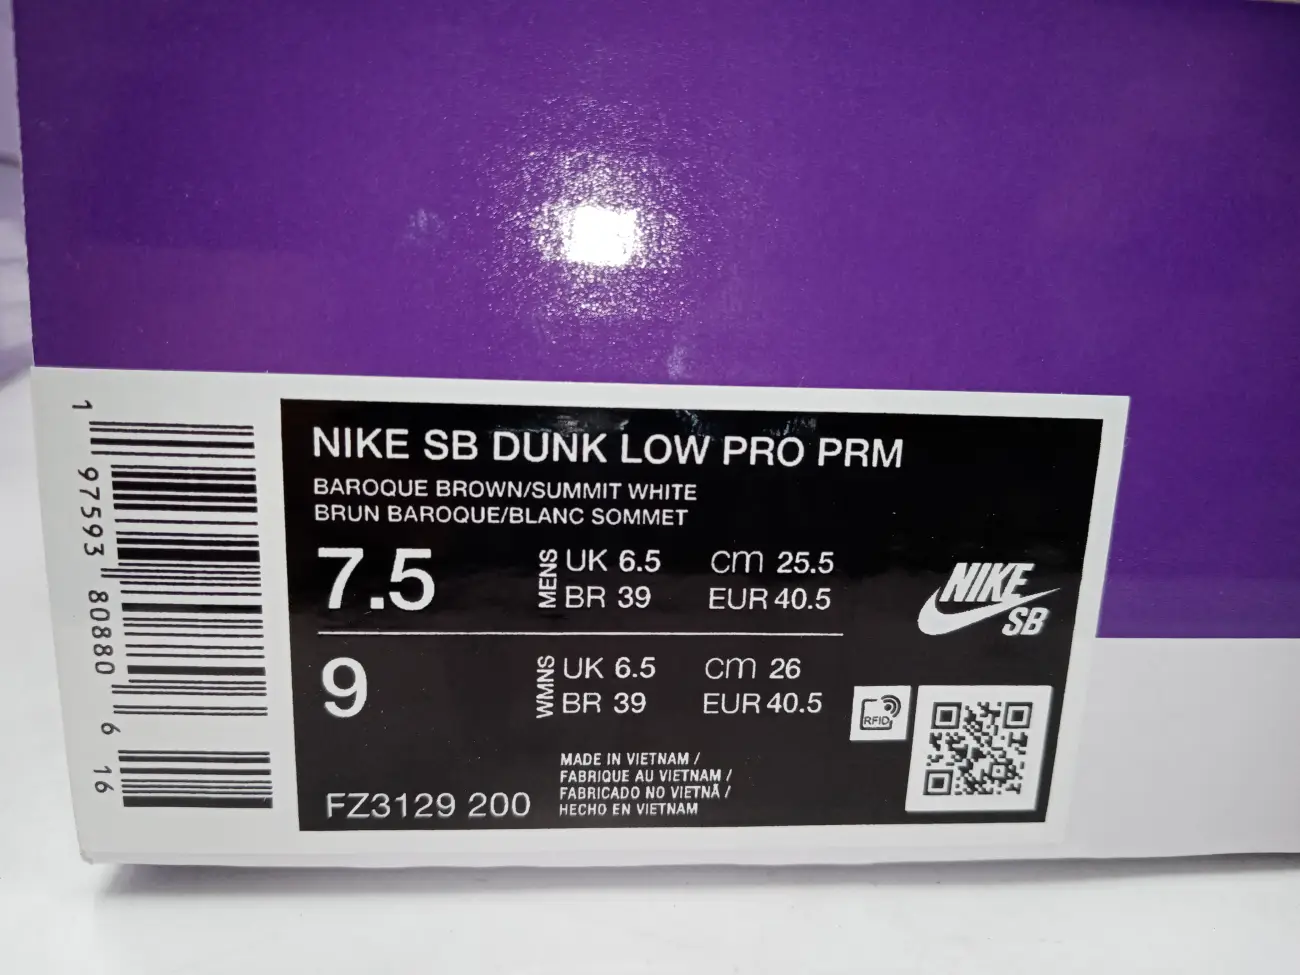 NIKE SB DUNK LOW PRO PRM
BAROQUE BROWN/SUMMIT WHITE
BRUN BAROQUE/BLANC SOMMET
7.5
MENS
UK 6.5 cm 25.5
BR 39 EUR 40.5
9
WMNS
UK 6.5 cm 26
BR 39 EUR 40.5
NIKE
SB
RFID
MADE IN VIETNAM /
FABRIQUE AU VIETNAM /
FABRICADO NO VIETNÃ /
HECHO EN VIETNAM
FZ3129 200
1 97593 80880 6 16